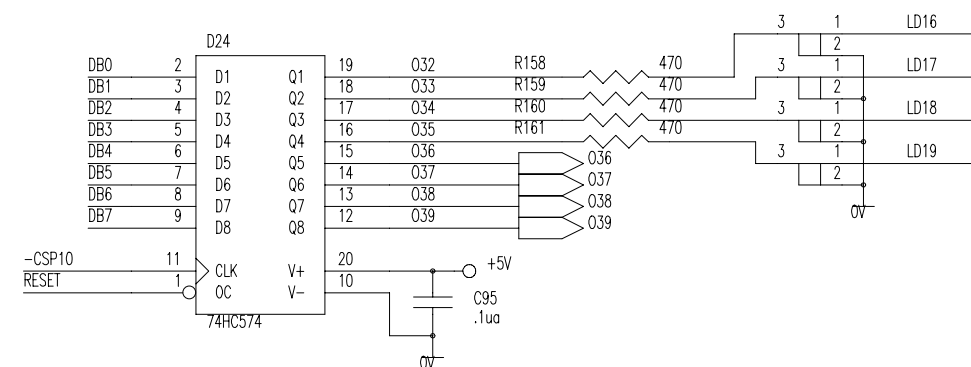 3 1 LD16
D24 2
DB0 2 D1 Q1 19 O32 R158 470 3 1 LD17
DB1 3 D2 Q2 18 O33 R159 470 2
DB2 4 D3 Q3 17 O34 R160 470 3 1 LD18
DB3 5 D4 Q4 16 O35 R161 470 2
DB4 6 D5 Q5 15 O36 O36 3 1 LD19
DB5 7 D6 Q6 14 O37 O37 2
DB6 8 D7 Q7 13 O38 O38
DB7 9 D8 Q8 12 O39 O39 0V
-CSP10 11 CLK V+ 20 +5V
RESET 1 OC V- 10 C95
74HC574 .1ua
0V